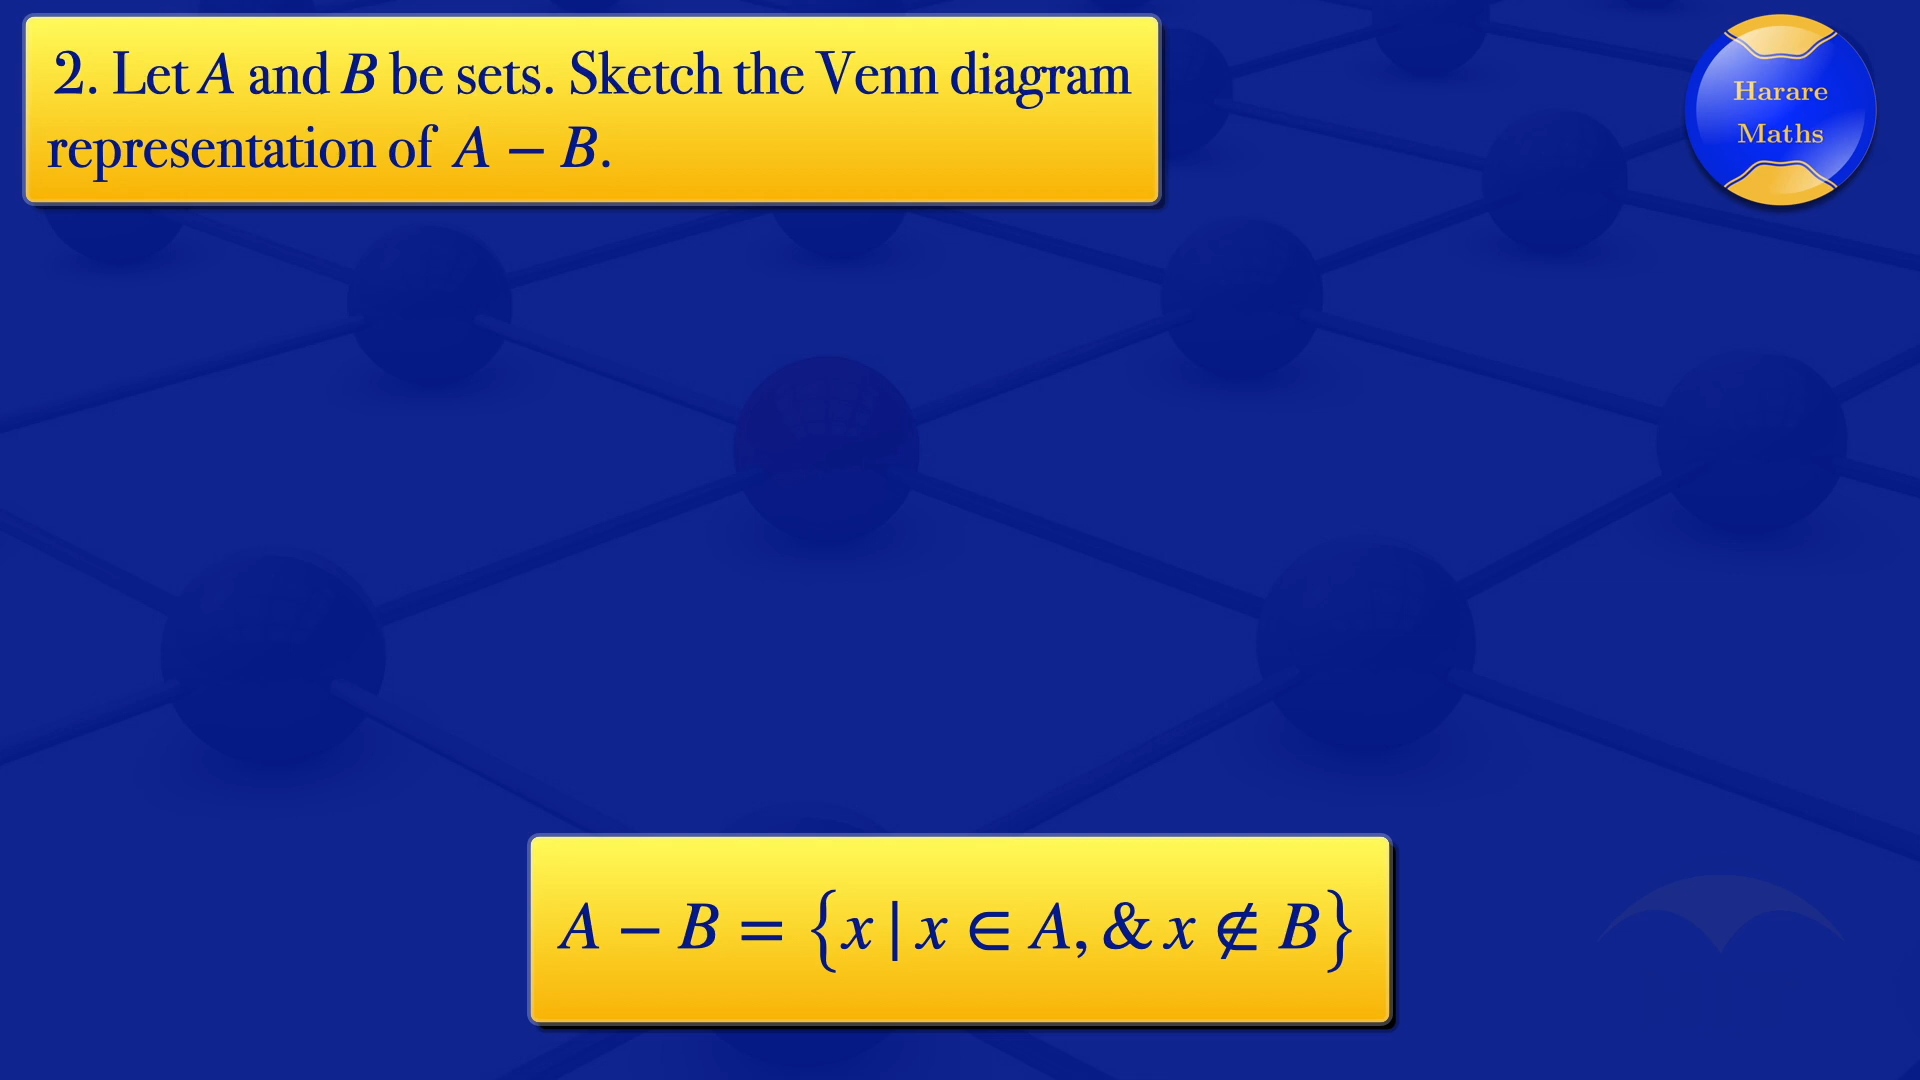 2. Let A and B be sets. Sketch the Venn diagram
representation of A − B.
Harare
Maths
A − B = {x | x ∈ A, & x ∉ B}